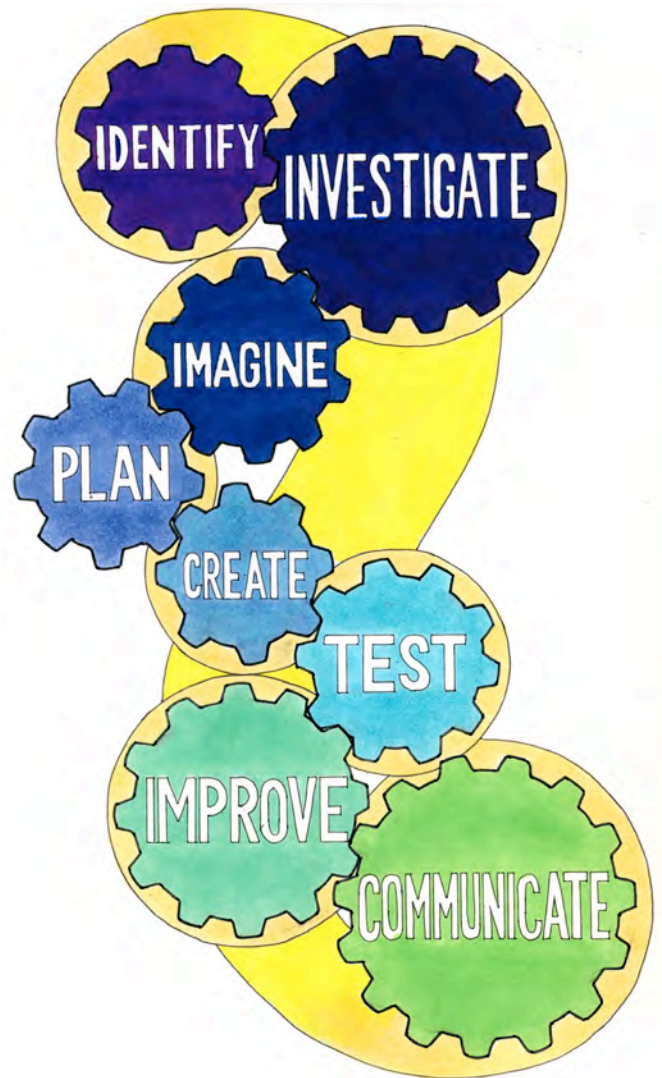 IDENTIFY
INVESTIGATE
IMAGINE
PLAN
CREATE
TEST
IMPROVE
COMMUNICATE